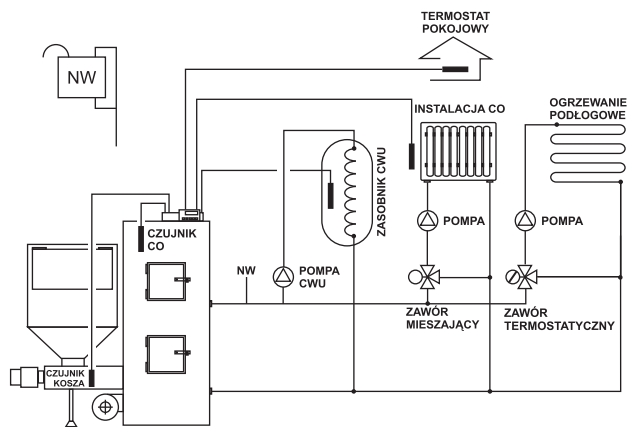 TERMOSTAT
POKOJOWY
NW
INSTALACJA CO
OGRZEWANIE
PODŁOGOWE
ZASOBNIK CWU
CZUJNIK
CO
POMPA
POMPA
NW
POMPA
CWU
ZAWÓR
MIESZAJĄCY
ZAWÓR
TERMOSTATYCZNY
CZUJNIK
KOSZA